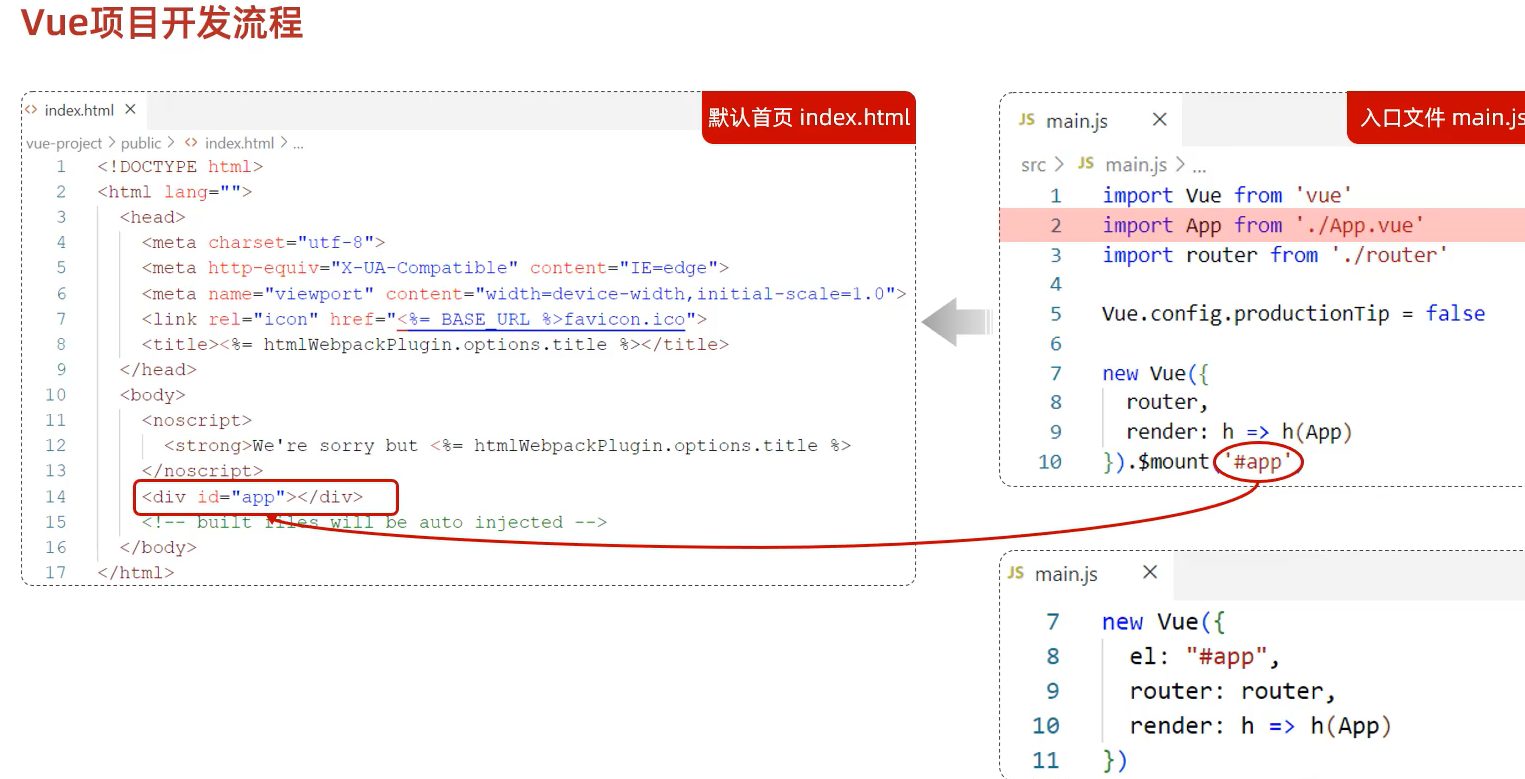 Vue项目开发流程
<> index.html ×
默认首页 index.html
vue-project > public > <> index.html > ...
1 <!DOCTYPE html>
2 <html lang="">
3 <head>
4 <meta charset="utf-8">
5 <meta http-equiv="X-UA-Compatible" content="IE=edge">
6 <meta name="viewport" content="width=device-width,initial-scale=1.0">
7 <link rel="icon" href="<%= BASE_URL %>favicon.ico">
8 <title><%= htmlWebpackPlugin.options.title %></title>
9 </head>
10 <body>
11 <noscript>
12 <strong>We're sorry but <%= htmlWebpackPlugin.options.title %>
13 </noscript>
14 <div id="app"></div>
15 <!-- built files will be auto injected -->
16 </body>
17 </html>
JS main.js ×
入口文件 main.js
src > JS main.js > ...
1 import Vue from 'vue'
2 import App from './App.vue'
3 import router from './router'
4
5 Vue.config.productionTip = false
6
7 new Vue({
8 router,
9 render: h => h(App)
10 }).$mount '#app'
JS main.js ×
7 new Vue({
8 el: "#app",
9 router: router,
10 render: h => h(App)
11 })